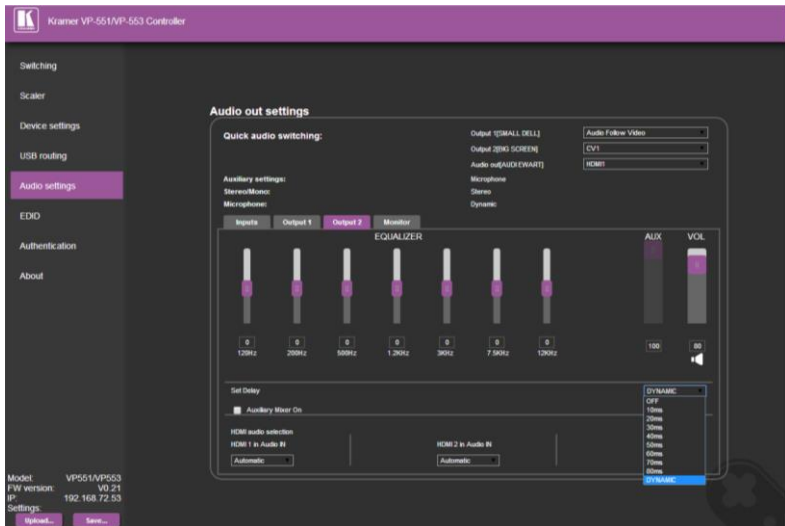 K
KRAMER
Kramer VP-551/VP-553 Controller
Switching
Scaler
Device settings
USB routing
Audio settings
EDID
Authentication
About
Audio out settings
Quick audio switching:
Output 1[SMALL DELL] Audio Follow Video
Output 2[BIG SCREEN] CV1
Audio out[AUDI EWART] HDMI1
Auxiliary settings: Microphone
Stereo/Mono: Stereo
Microphone: Dynamic
Inputs Output 1 Output 2 Monitor
EQUALIZER AUX VOL
0 0 0 0 0 0 0 100 80
120Hz 200Hz 500Hz 1.2KHz 3KHz 7.5KHz 12KHz
Set Delay DYNAMIC
OFF
10ms
20ms
30ms
40ms
50ms
60ms
70ms
80ms
DYNAMIC
Auxiliary Mixer On
HDMI audio selection
HDMI 1 in Audio IN HDMI 2 in Audio IN
Automatic Automatic
Model: VP551/VP553
FW version: V0.21
IP: 192.168.72.53
Settings:
Upload... Save...